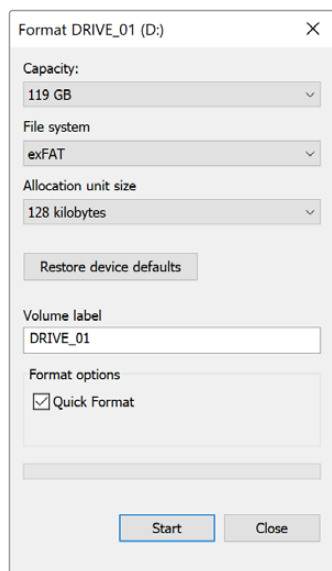 Format DRIVE_01 (D:)
Capacity:
119 GB
File system
exFAT
Allocation unit size
128 kilobytes
Restore device defaults
Volume label
DRIVE_01
Format options
Quick Format
Start
Close